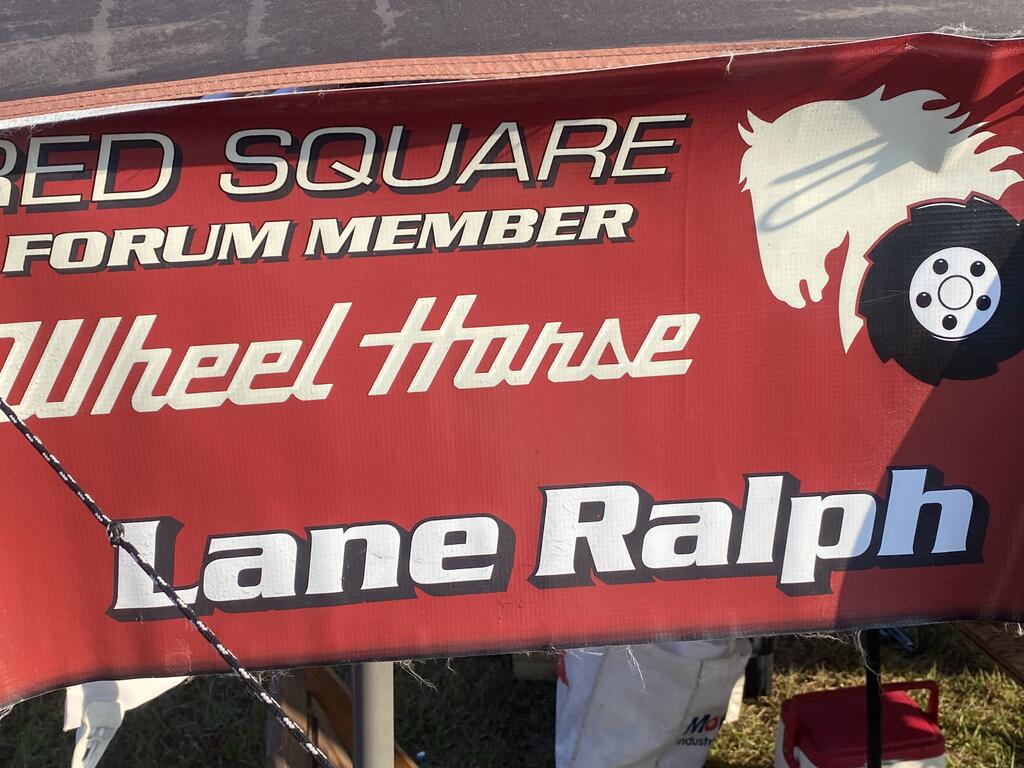 RED SQUARE
FORUM MEMBER
Wheel Horse
Lane Ralph